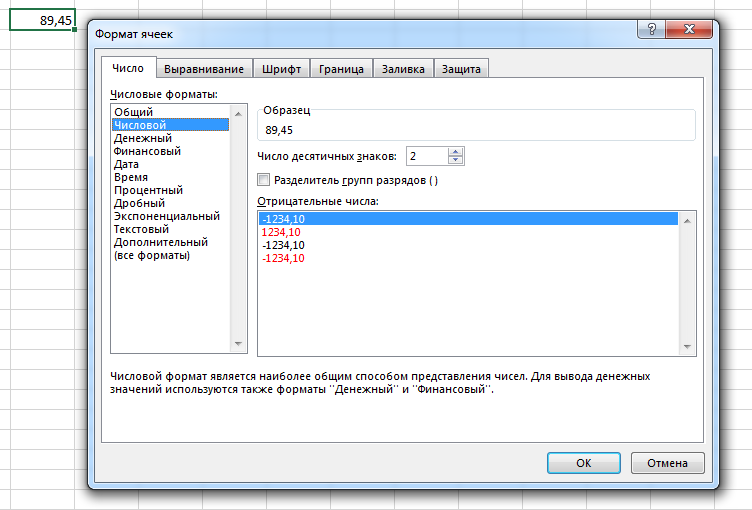 89,45
Формат ячеек
Число Выравнивание Шрифт Граница Заливка Защита
Числовые форматы:
Общий
Числовой
Денежный
Финансовый
Дата
Время
Процентный
Дробный
Экспоненциальный
Текстовый
Дополнительный
(все форматы)
Образец
89,45
Число десятичных знаков: 2
Разделитель групп разрядов ( )
Отрицательные числа:
-1234,10
1234,10
-1234,10
-1234,10
Числовой формат является наиболее общим способом представления чисел. Для вывода денежных
значений используются также форматы "Денежный" и "Финансовый".
ОК Отмена